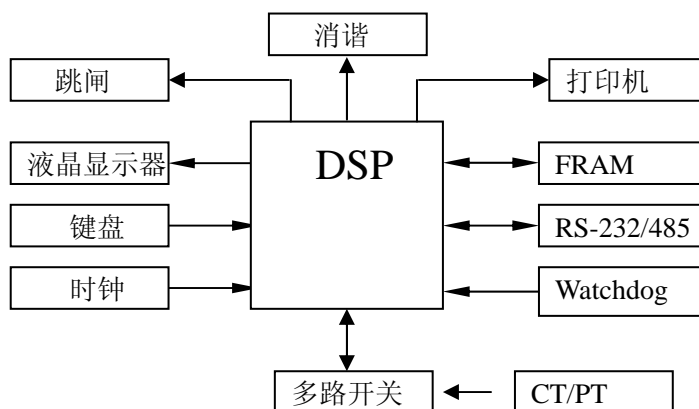 消谐
跳闸
打印机
DSP
液晶显示器
FRAM
键盘
RS-232/485
时钟
Watchdog
多路开关
CT/PT